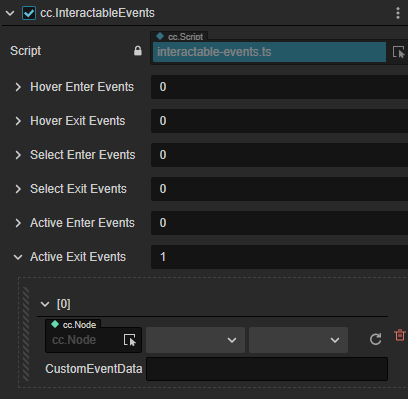 cc.InteractableEvents
cc.Script
Script interactable-events.ts
Hover Enter Events 0
Hover Exit Events 0
Select Enter Events 0
Select Exit Events 0
Active Enter Events 0
Active Exit Events 1
[0]
cc.Node
cc.Node
CustomEventData